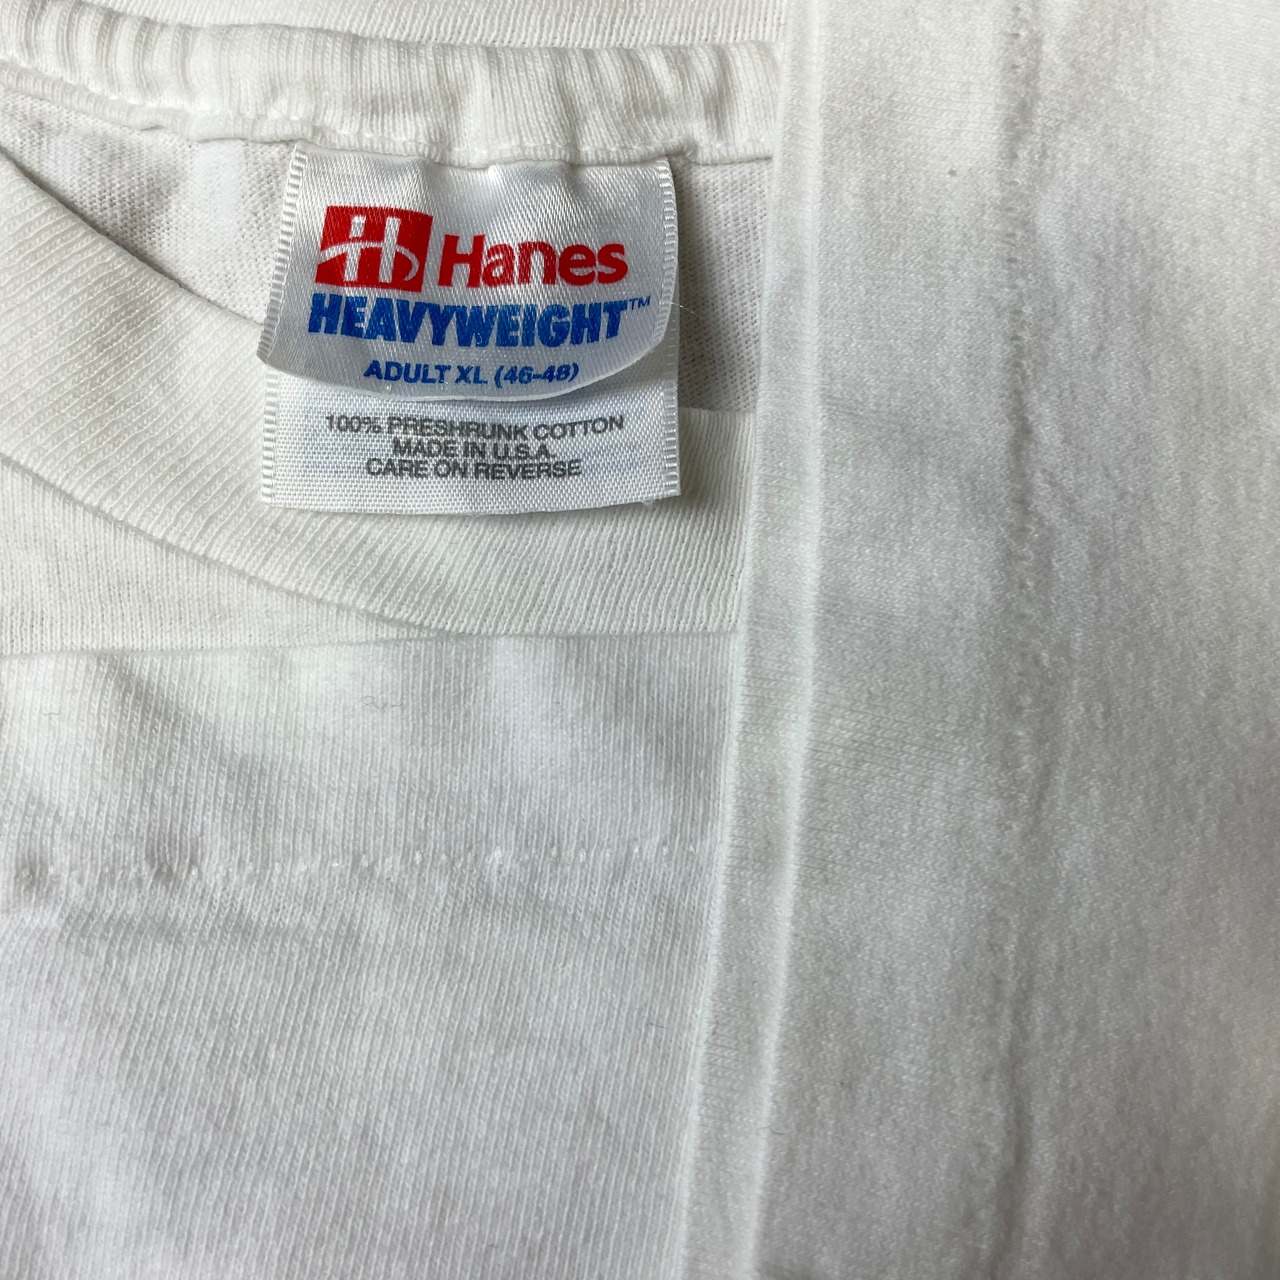 H Hanes
HEAVYWEIGHT™
ADULT XL (46-48)
100% PRESHRUNK COTTON
MADE IN U.S.A.
CARE ON REVERSE